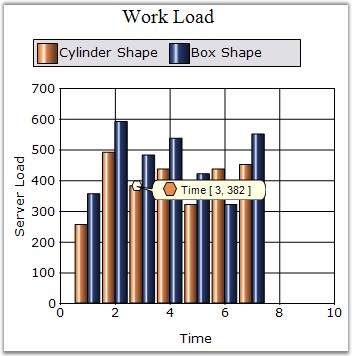 Work Load
Cylinder Shape Box Shape
700
600
500
400
300
200
100
0
Server Load
Time [ 3, 382 ]
0 2 4 6 8 10
Time